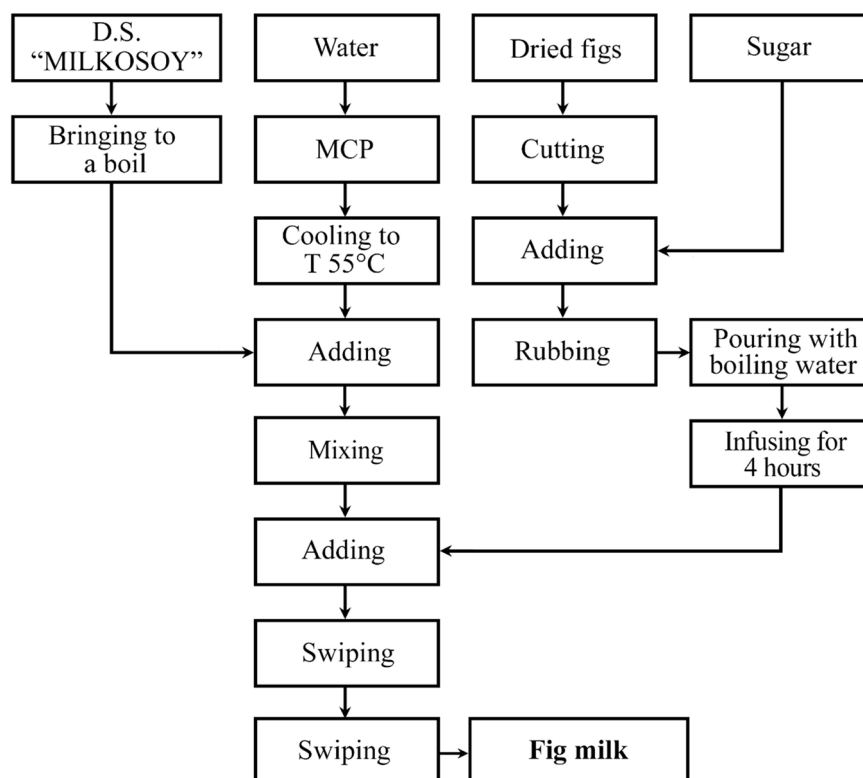 D.S.
“MILKOSOY”
Water
Dried figs
Sugar
Bringing to
a boil
MCP
Cutting
Cooling to
T 55°C
Adding
Adding
Rubbing
Pouring with
boiling water
Mixing
Infusing for
4 hours
Adding
Swiping
Swiping
Fig milk